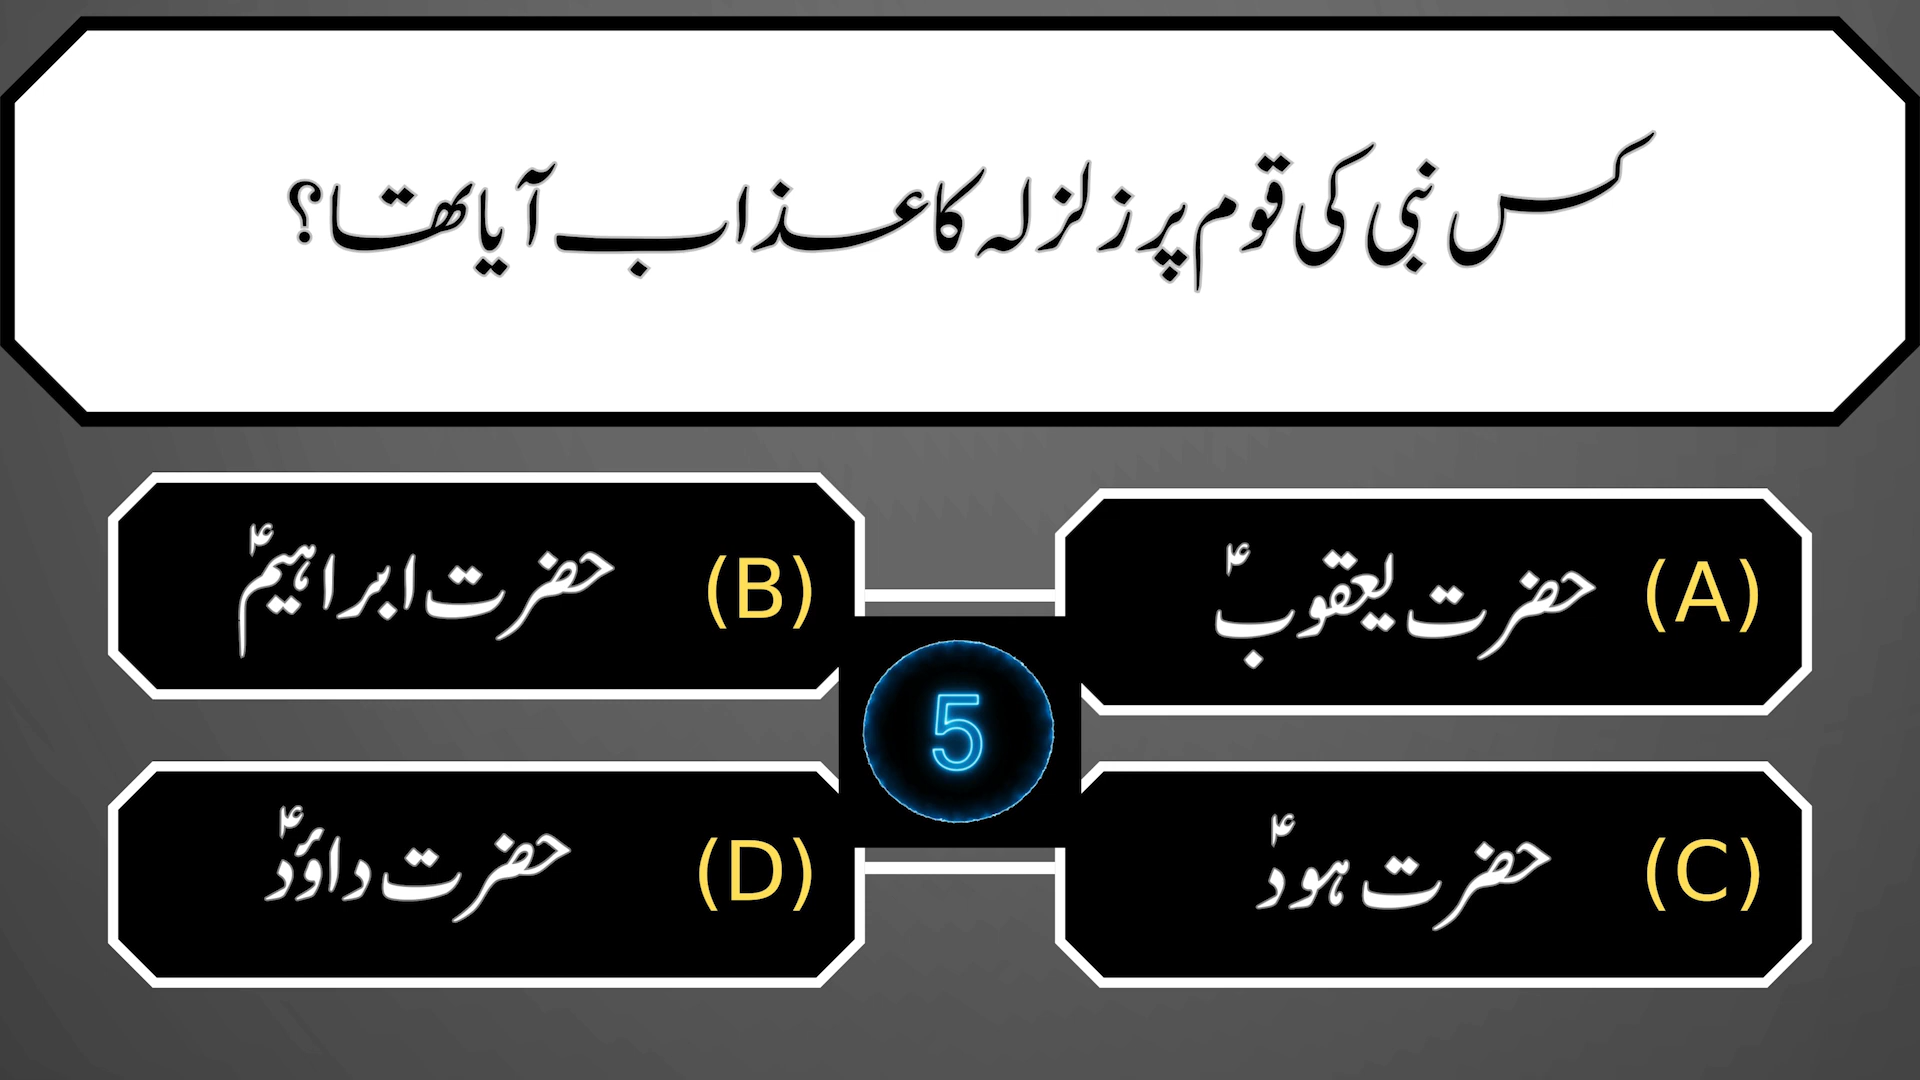 کس نبی کی قوم پر زلزلہ کا عذاب آیا تھا؟
(A) حضرت یعقوبؑ
(B) حضرت ابراہیمؑ
5
(C) حضرت ہودؑ
(D) حضرت داؤدؑ